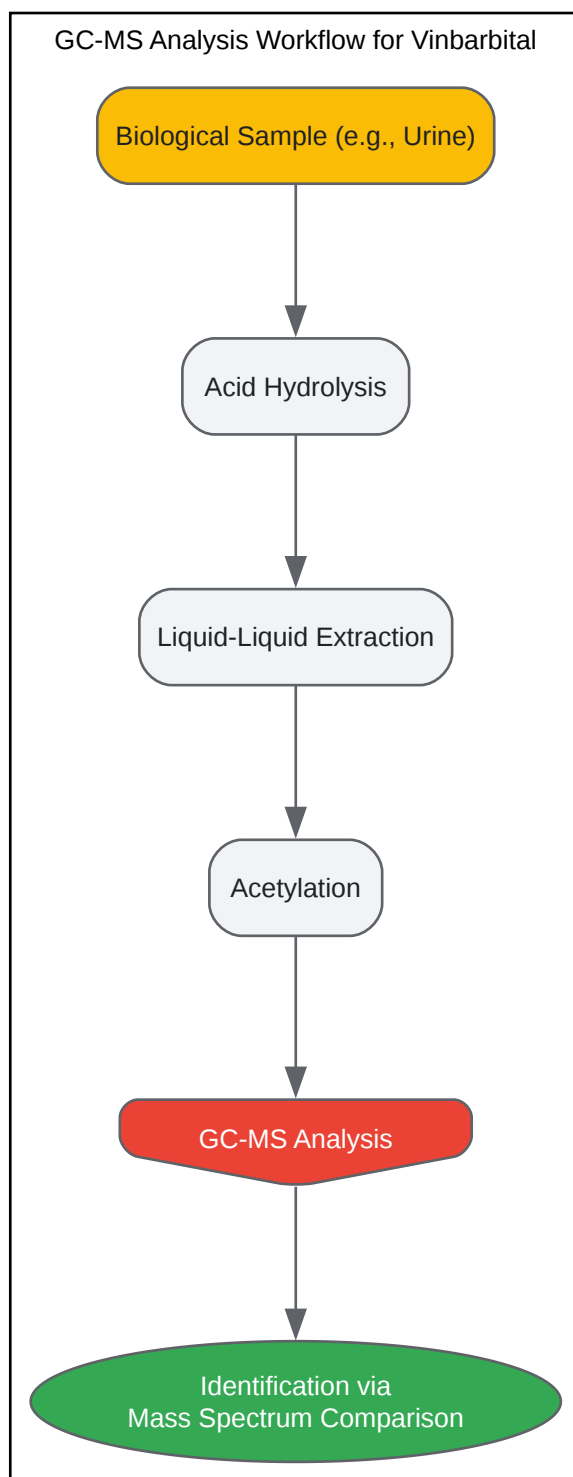 GC-MS Analysis Workflow for Vinbarbital
Biological Sample (e.g., Urine)
Acid Hydrolysis
Liquid-Liquid Extraction
Acetylation
GC-MS Analysis
Identification via
Mass Spectrum Comparison